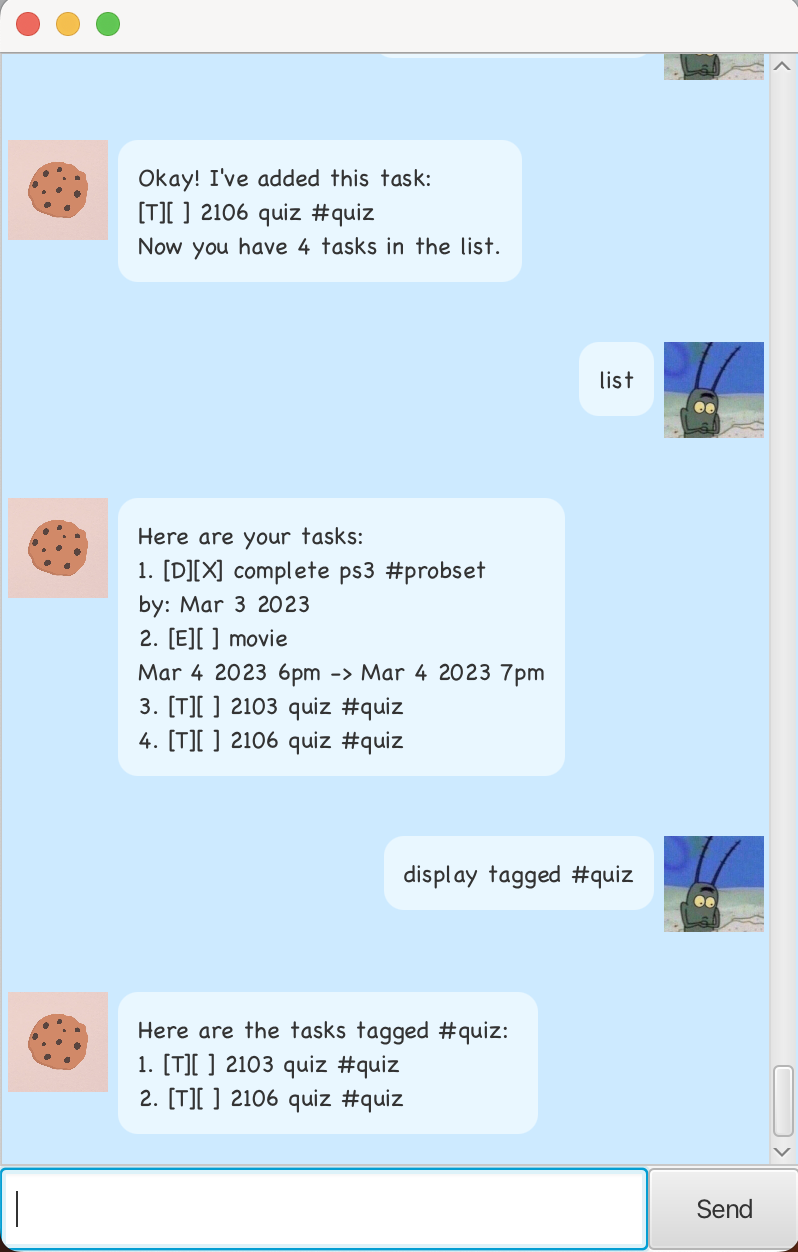 Okay! I've added this task:
[T][ ] 2106 quiz #quiz
Now you have 4 tasks in the list.
list
Here are your tasks:
1. [D][X] complete ps3 #probset
by: Mar 3 2023
2. [E][ ] movie
Mar 4 2023 6pm -> Mar 4 2023 7pm
3. [T][ ] 2103 quiz #quiz
4. [T][ ] 2106 quiz #quiz
display tagged #quiz
Here are the tasks tagged #quiz:
1. [T][ ] 2103 quiz #quiz
2. [T][ ] 2106 quiz #quiz
Send